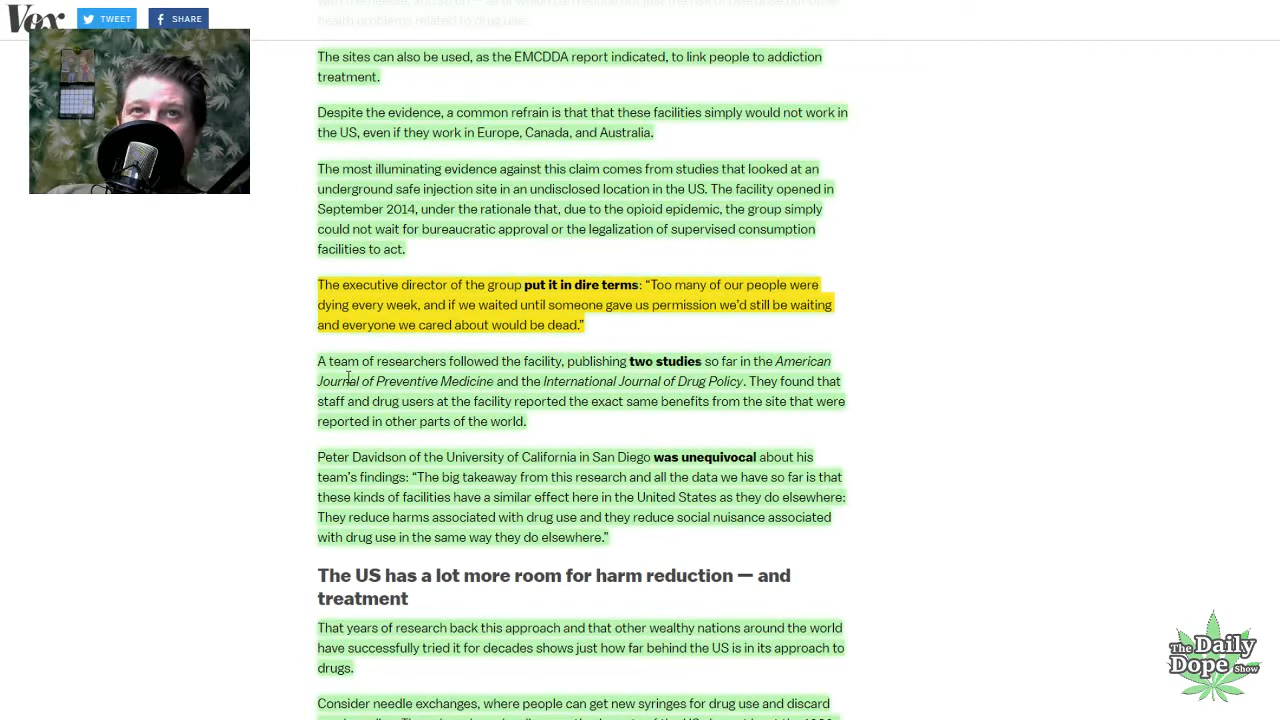 Vox
TWEET
SHARE
health problems related to drug use.
The sites can also be used, as the EMCDDA report indicated, to link people to addiction
treatment.
Despite the evidence, a common refrain is that that these facilities simply would not work in
the US, even if they work in Europe, Canada, and Australia.
The most illuminating evidence against this claim comes from studies that looked at an
underground safe injection site in an undisclosed location in the US. The facility opened in
September 2014, under the rationale that, due to the opioid epidemic, the group simply
could not wait for bureaucratic approval or the legalization of supervised consumption
facilities to act.
The executive director of the group put it in dire terms: “Too many of our people were
dying every week, and if we waited until someone gave us permission we’d still be waiting
and everyone we cared about would be dead.”
A team of researchers followed the facility, publishing two studies so far in the American
Journal of Preventive Medicine and the International Journal of Drug Policy. They found that
staff and drug users at the facility reported the exact same benefits from the site that were
reported in other parts of the world.
Peter Davidson of the University of California in San Diego was unequivocal about his
team’s findings: “The big takeaway from this research and all the data we have so far is that
these kinds of facilities have a similar effect here in the United States as they do elsewhere:
They reduce harms associated with drug use and they reduce social nuisance associated
with drug use in the same way they do elsewhere.”
The US has a lot more room for harm reduction — and
treatment
That years of research back this approach and that other wealthy nations around the world
have successfully tried it for decades shows just how far behind the US is in its approach to
drugs.
Consider needle exchanges, where people can get new syringes for drug use and discard
The Daily
Dope Show